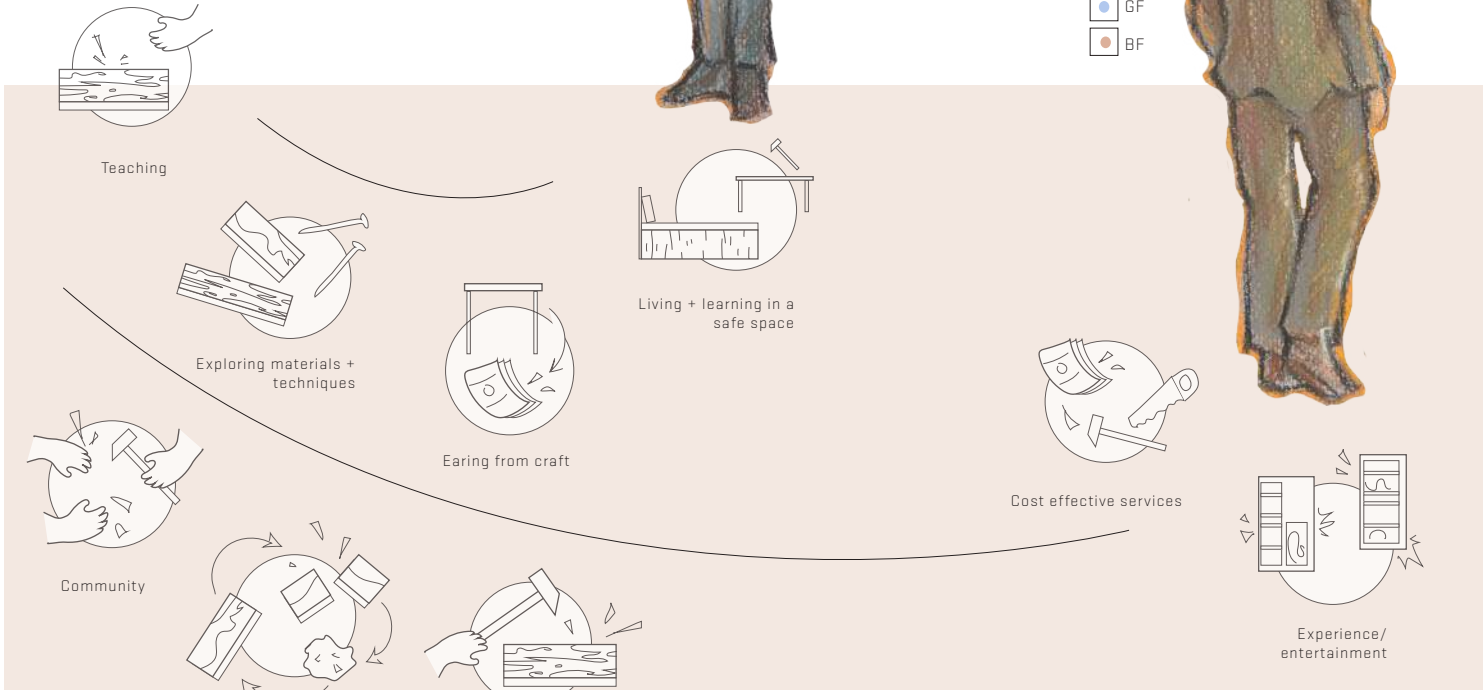 GF
BF
Teaching
Living + learning in a
safe space
Exploring materials +
techniques
Earing from craft
Cost effective services
Community
Experience/
entertainment